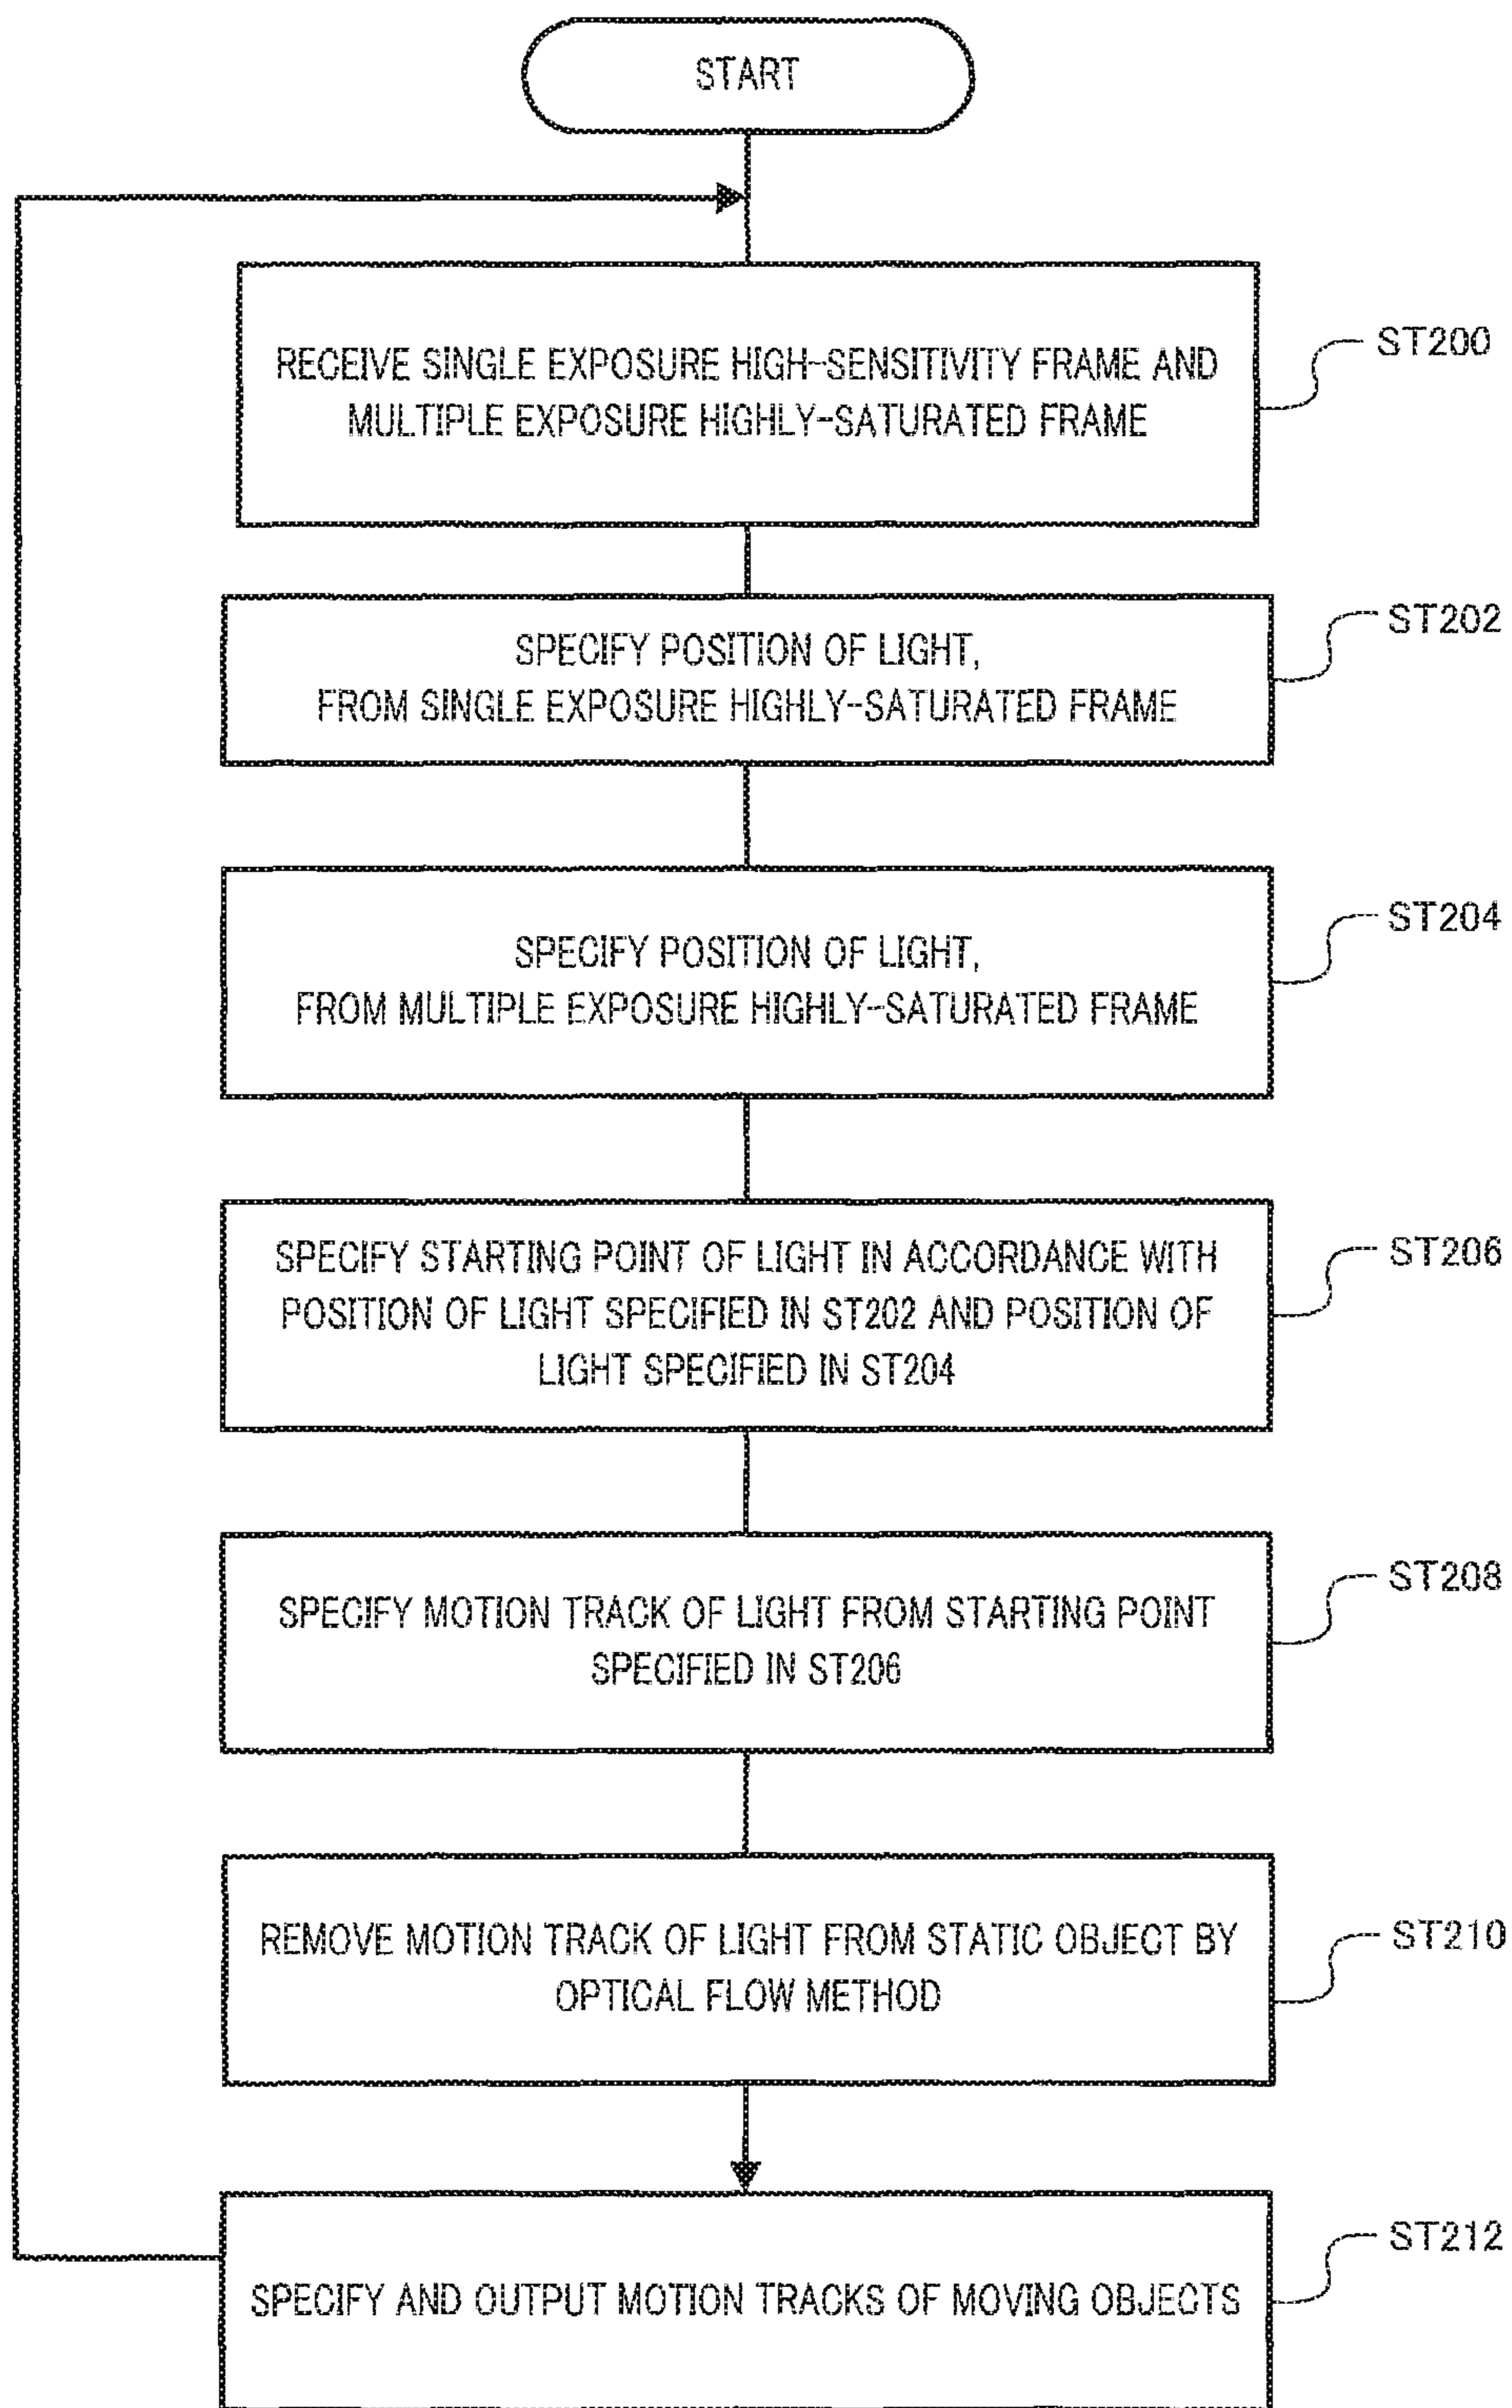 START
RECEIVE SINGLE EXPOSURE HIGH-SENSITIVITY FRAME AND
MULTIPLE EXPOSURE HIGHLY-SATURATED FRAME
ST200
SPECIFY POSITION OF LIGHT,
FROM SINGLE EXPOSURE HIGHLY-SATURATED FRAME
ST202
SPECIFY POSITION OF LIGHT,
FROM MULTIPLE EXPOSURE HIGHLY-SATURATED FRAME
ST204
SPECIFY STARTING POINT OF LIGHT IN ACCORDANCE WITH
POSITION OF LIGHT SPECIFIED IN ST202 AND POSITION OF
LIGHT SPECIFIED IN ST204
ST206
SPECIFY MOTION TRACK OF LIGHT FROM STARTING POINT
SPECIFIED IN ST206
ST208
REMOVE MOTION TRACK OF LIGHT FROM STATIC OBJECT BY
OPTICAL FLOW METHOD
ST210
SPECIFY AND OUTPUT MOTION TRACKS OF MOVING OBJECTS
ST212